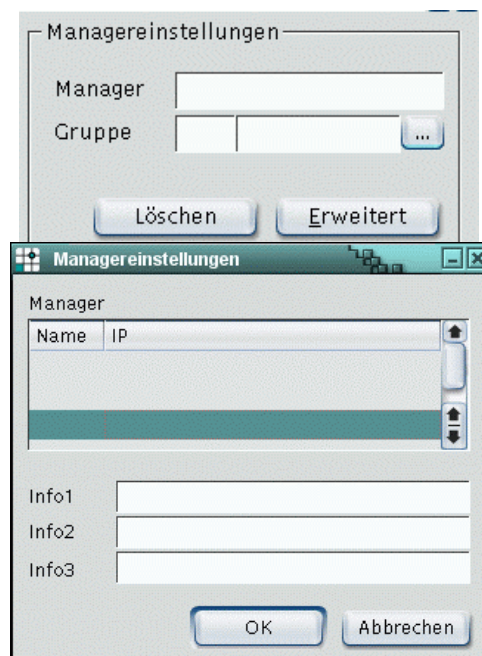 Managereinstellungen
Manager
Gruppe
...
Löschen Erweitert
Managereinstellungen
Manager
Name IP
Info1
Info2
Info3
OK Abbrechen